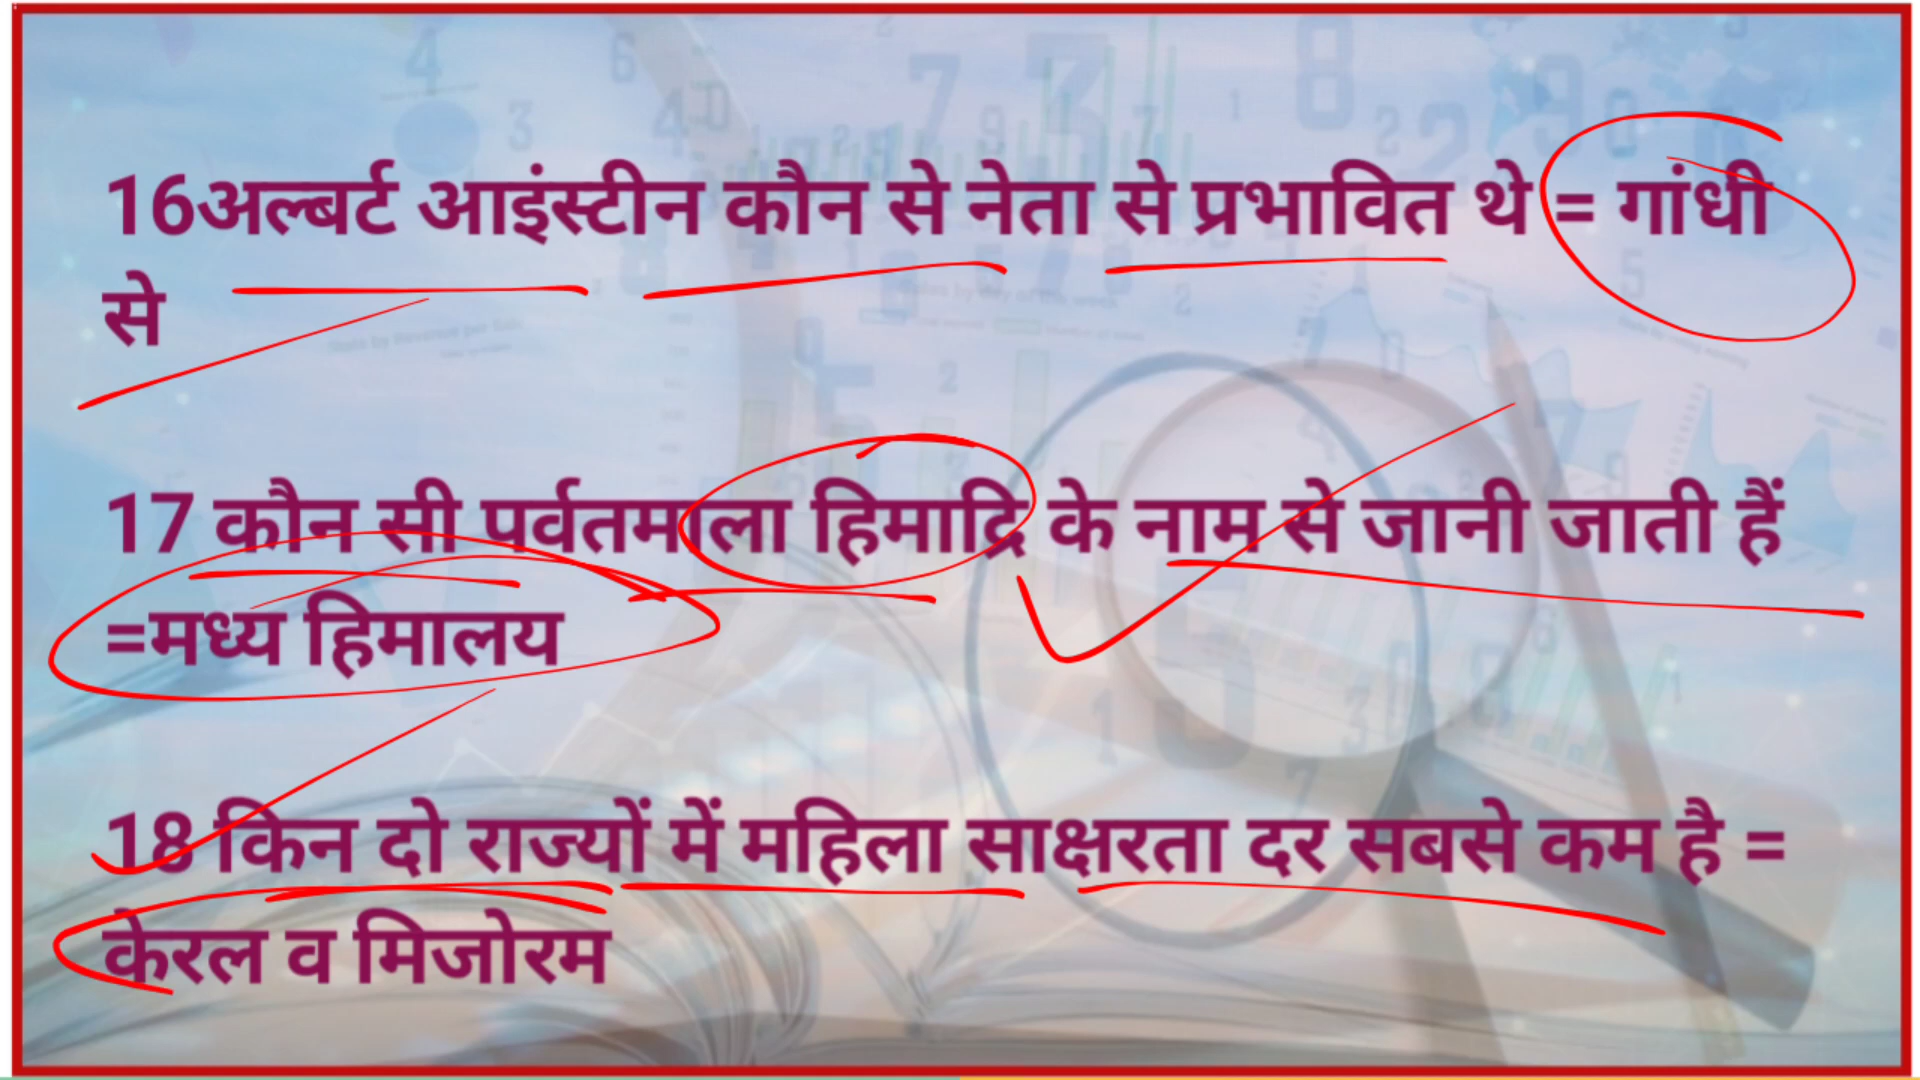 16अल्बर्ट आइंस्टीन कौन से नेता से प्रभावित थे = गांधी
से
17 कौन सी पर्वतमाला हिमाद्रि के नाम से जानी जाती हैं
=मध्य हिमालय
18 किन दो राज्यों में महिला साक्षरता दर सबसे कम है =
केरल व मिजोरम